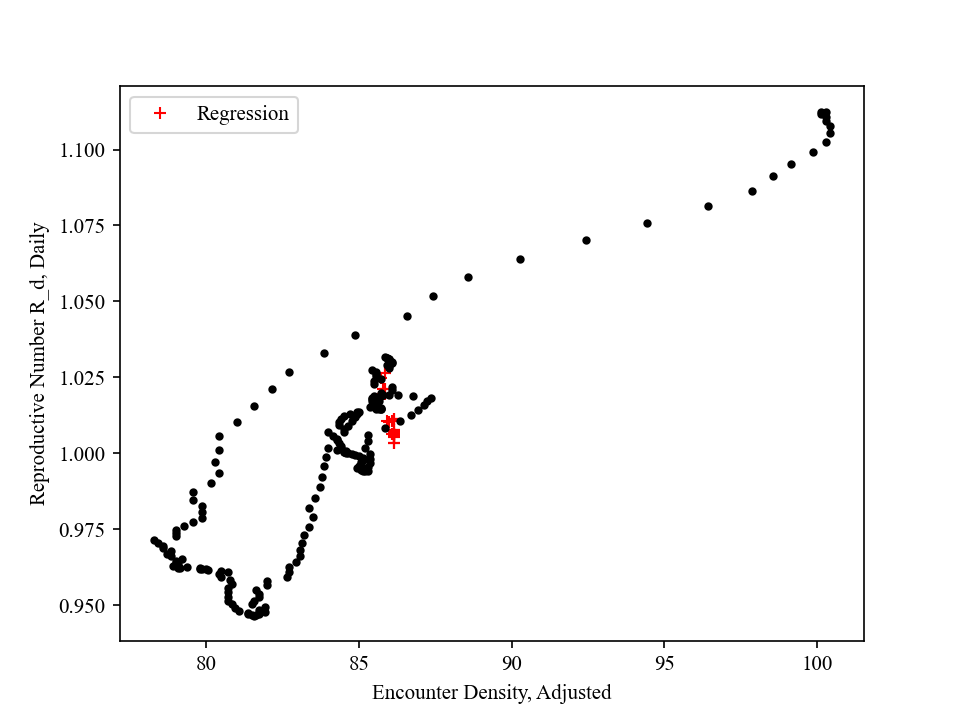 Regression
1.100
1.075
1.050
1.025
1.000
0.975
0.950
Reproductive Number R_d, Daily
80 85 90 95 100
Encounter Density, Adjusted